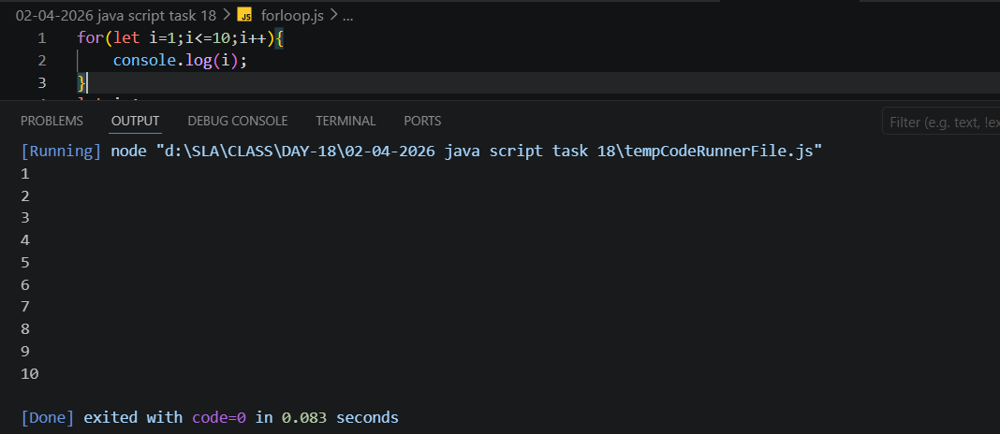 02-04-2026 java script task 18 > JS forloop.js > ...
1 for(let i=1;i<=10;i++){
2 console.log(i);
3 }
PROBLEMS OUTPUT DEBUG CONSOLE TERMINAL PORTS Filter (e.g. text, !ex
[Running] node "d:\SLA\CLASS\DAY-18\02-04-2026 java script task 18\tempCodeRunnerFile.js"
1
2
3
4
5
6
7
8
9
10
[Done] exited with code=0 in 0.083 seconds